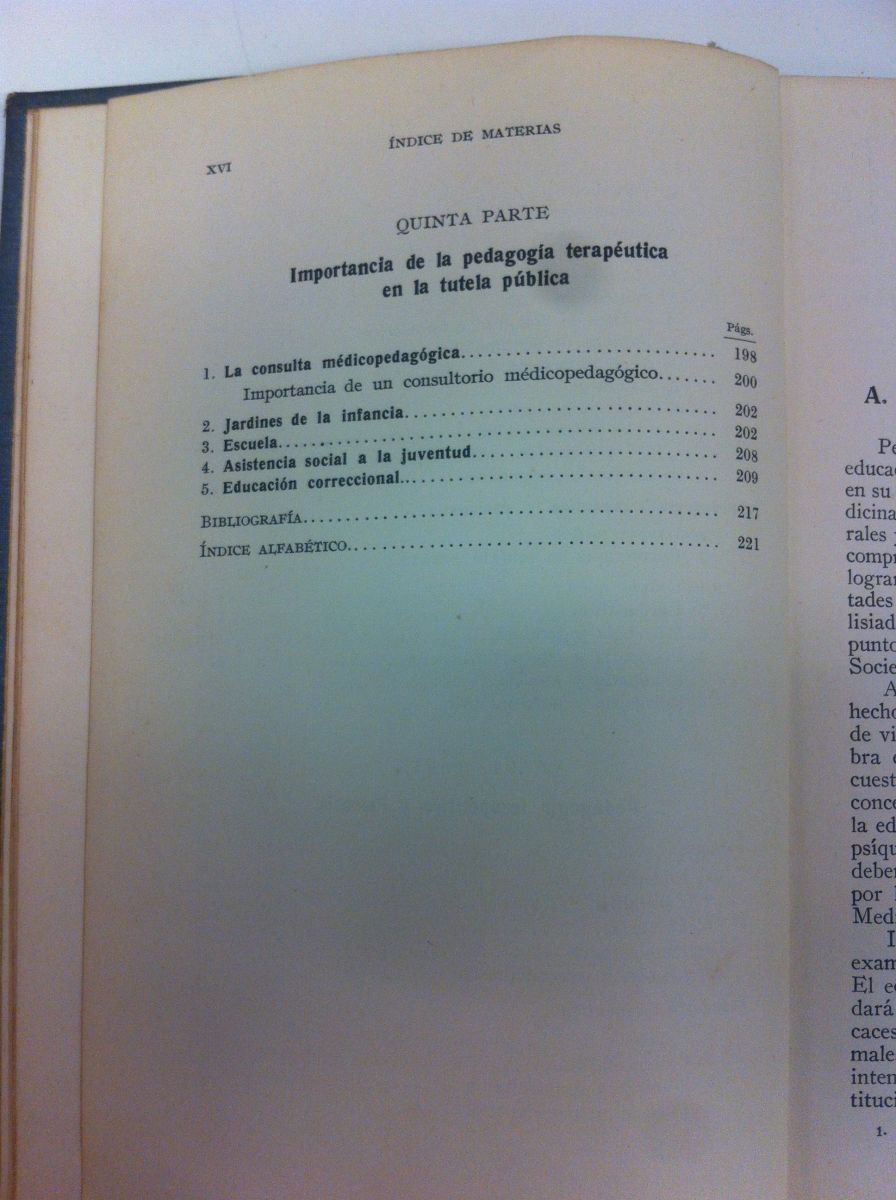 XVI
ÍNDICE DE MATERIAS
QUINTA PARTE
Importancia de la pedagogía terapéutica
en la tutela pública
Págs.
1. La consulta médicopedagógica........................ 198
Importancia de un consultorio médicopedagógico....... 200
2. Jardines de la infancia............................... 202
3. Escuela............................................ 202
4. Asistencia social a la juventud........................ 208
5. Educación correccional............................... 209
BIBLIOGRAFÍA........................................ 217
ÍNDICE ALFABÉTICO................................... 221
A.
Pe
educac
en su
dicina
rales y
compr
lograr
tades
lisiad
punto
Socie
A
hecho
de vi
bra
cuest
conce
la ed
psíqu
deber
por
Med
I
exam
El e
dará
caces
male
inten
tituci
1.